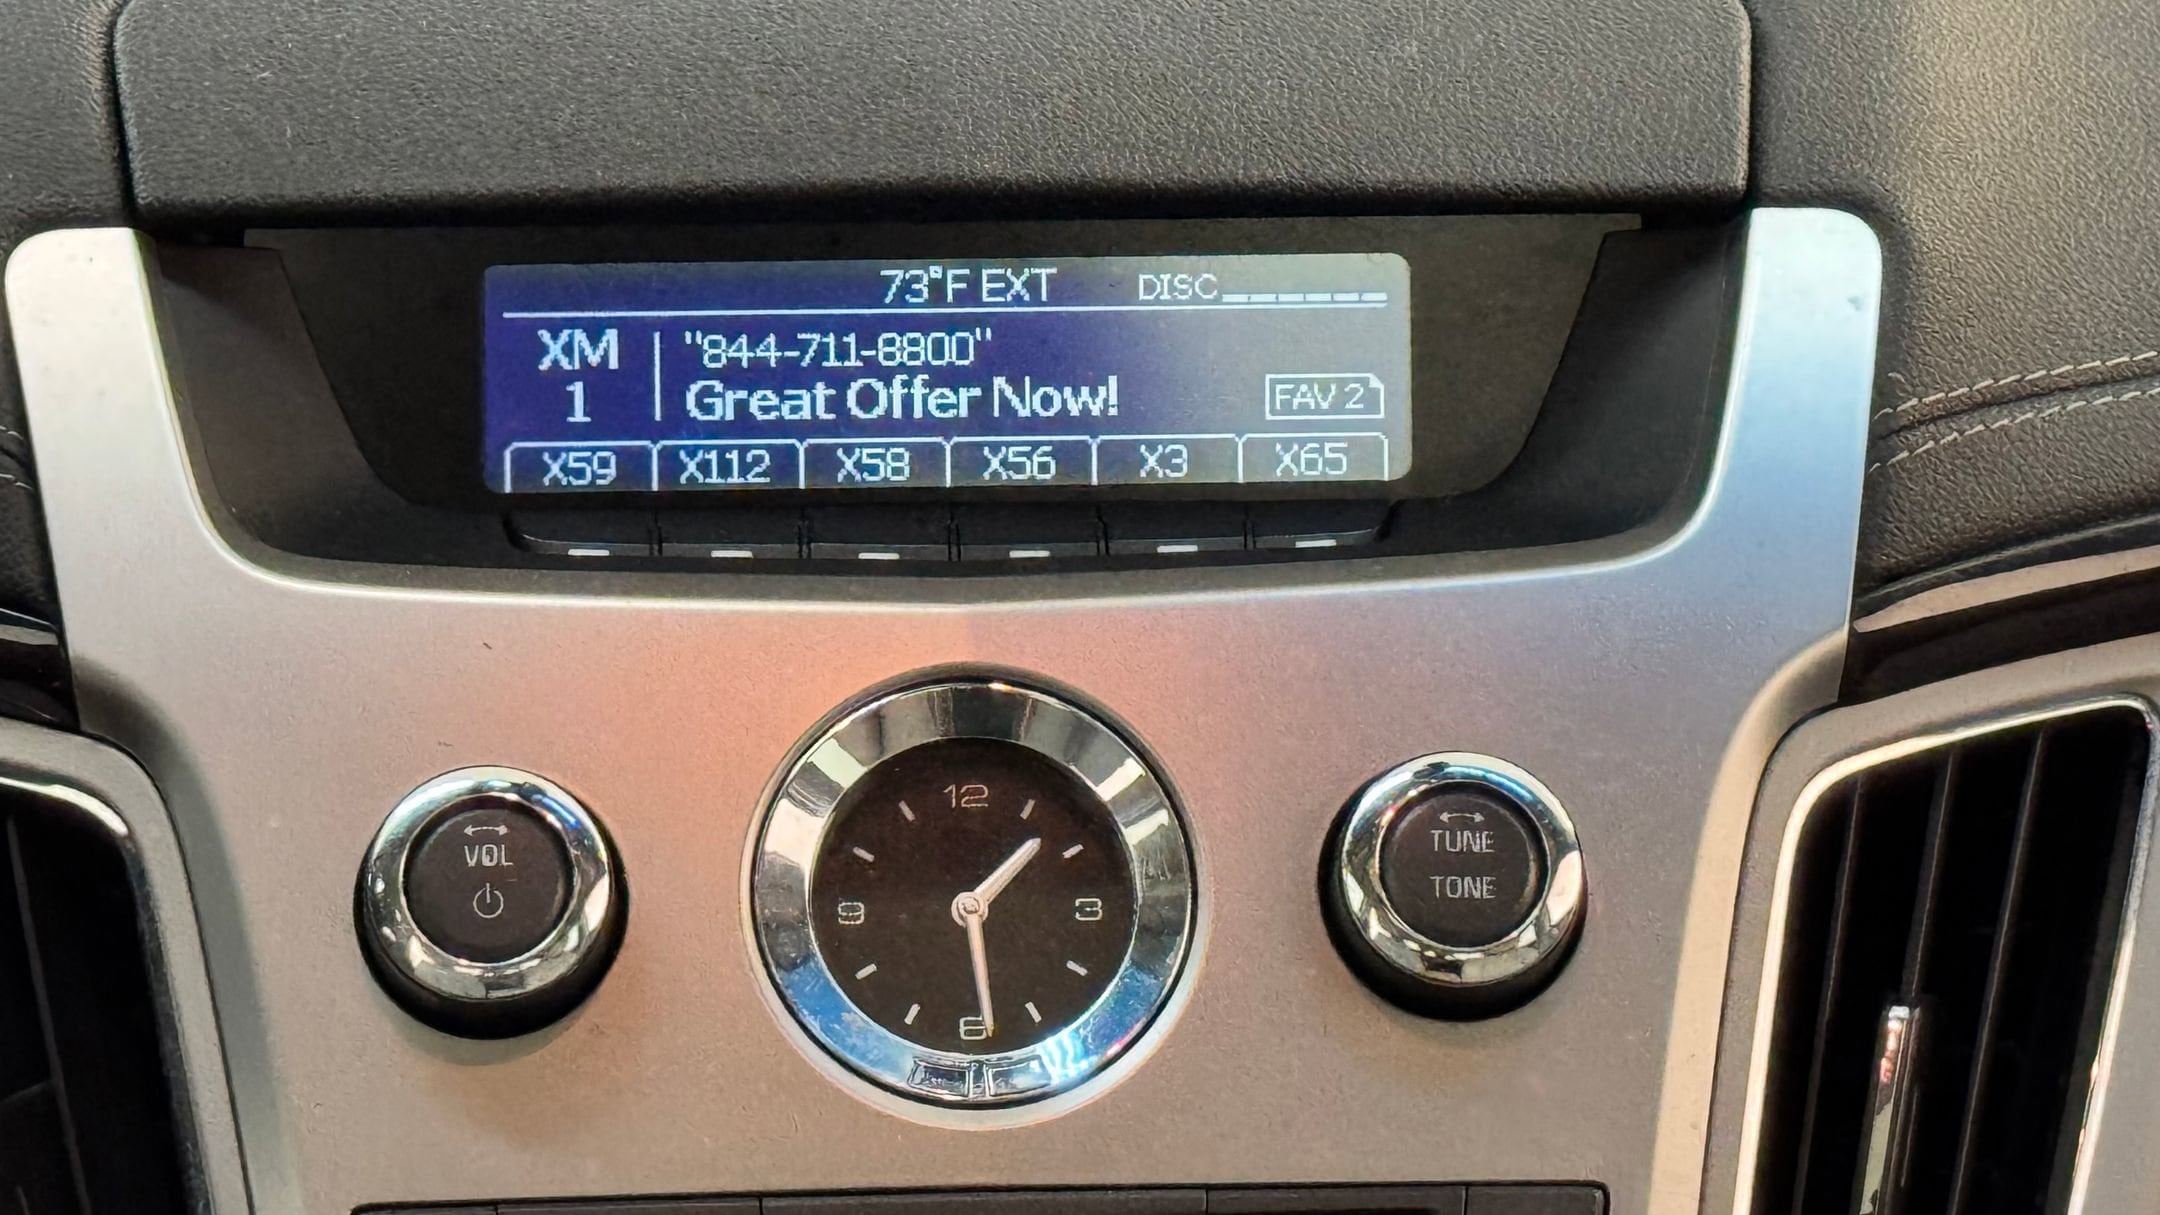 73°F EXT DISC
XM "844-711-8800"
1 Great Offer Now!
FAV 2
X59 X112 X58 X56 X3 X65
VOL
TUNE
TONE
12
9 3
6